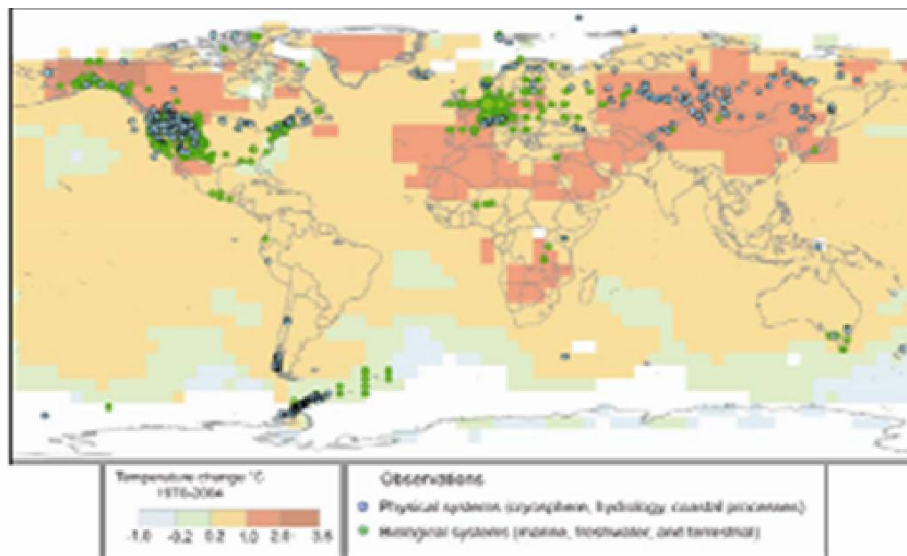 Temperature change °C
1970-2004
-1.0 -0.2 0.2 1.0 2.0 3.5
Observations
Physical systems (cryosphere, hydrology, coastal processes)
Biological systems (marine, freshwater, and terrestrial)